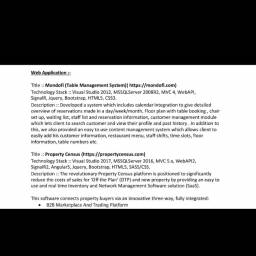 Web Application :-
Title :: Mondofi (Table Management System)( https://mondofi.com)
Technology Stack :: Visual Studio 2012, MSSQLServer 2008R2, MVC 4, WebAPI,
SignalR, Jquery, Bootstrap, HTML5, CSS3.
Description :: Developed a system which includes calendar integration to give detailed
overview of reservations made in a day/week/month, floor plan with table booking , chair
set-up, waiting list, staff list and reservation information, customer management module
which lets client to search customer and view their profile and past history. In addition to
this, we also provided an easy to use content management system which allows client to
easily add his customer information, restaurant menu, staff shifts, time slots, floor
information, table numbers etc.
Title :: Property Census (https://propertycensus.com)
Technology Stack :: Visual Studio 2017, MSSQLServer 2016, MVC 5.x, WebAPI2,
SignalR2, Angular5, Jquery, Bootstrap, HTML5, SASS/CSS.
Description :: The revolutionary Property Census platform is positioned to significantly
reduce the costs of sales for 'Off the Plan' (OTP) and new property by providing an easy to
use and real time Inventory and Network Management Software solution (SaaS).
This software connects property buyers via an innovative three-way, fully integrated:
• B2B Marketplace And Trading Platform